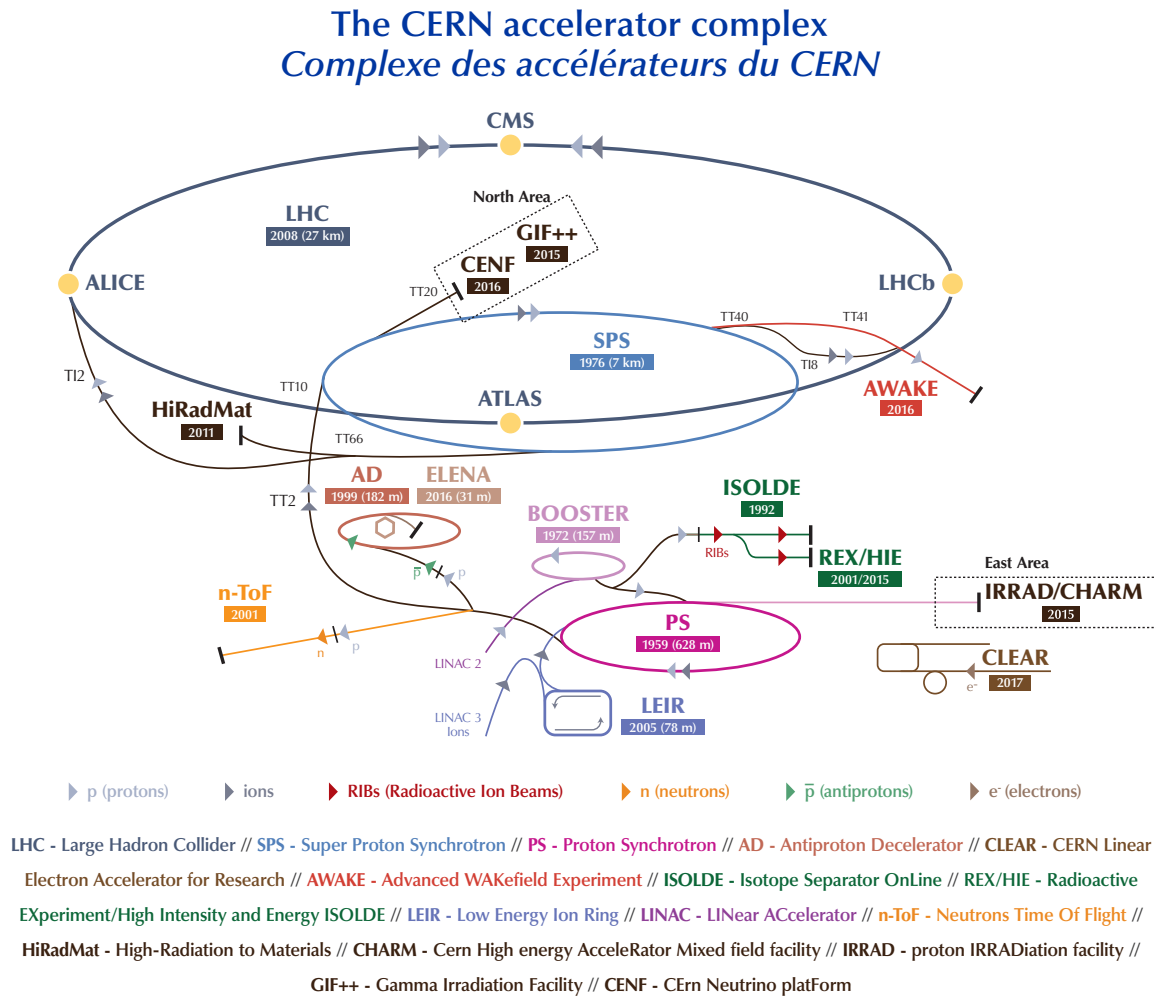 The CERN accelerator complex
Complexe des accélérateurs du CERN
CMS
North Area
LHC
2008 (27 km)
GIF++
2015
CENF
2016
ALICE
LHCb
TT20
TT40
TT41
SPS
1976 (7 km)
TI8
TI2
TT10
AWAKE
2016
ATLAS
HiRadMat
2011
TT66
AD
1999 (182 m)
ELENA
2016 (31 m)
TT2
ISOLDE
1992
BOOSTER
1972 (157 m)
RIBs
REX/HIE
2001/2015
East Area
p̅
p
IRRAD/CHARM
2015
n-ToF
2001
PS
1959 (628 m)
n
p
LINAC 2
CLEAR
2017
e-
LEIR
2005 (78 m)
LINAC 3
Ions
p (protons)
ions
RIBs (Radioactive Ion Beams)
n (neutrons)
p̅ (antiprotons)
e- (electrons)
LHC - Large Hadron Collider // SPS - Super Proton Synchrotron // PS - Proton Synchrotron // AD - Antiproton Decelerator // CLEAR - CERN Linear
Electron Accelerator for Research // AWAKE - Advanced WAKefield Experiment // ISOLDE - Isotope Separator OnLine // REX/HIE - Radioactive
EXperiment/High Intensity and Energy ISOLDE // LEIR - Low Energy Ion Ring // LINAC - LINear ACcelerator // n-ToF - Neutrons Time Of Flight //
HiRadMat - High-Radiation to Materials // CHARM - Cern High energy AcceleRator Mixed field facility // IRRAD - proton IRRADiation facility //
GIF++ - Gamma Irradiation Facility // CENF - CErn Neutrino platForm